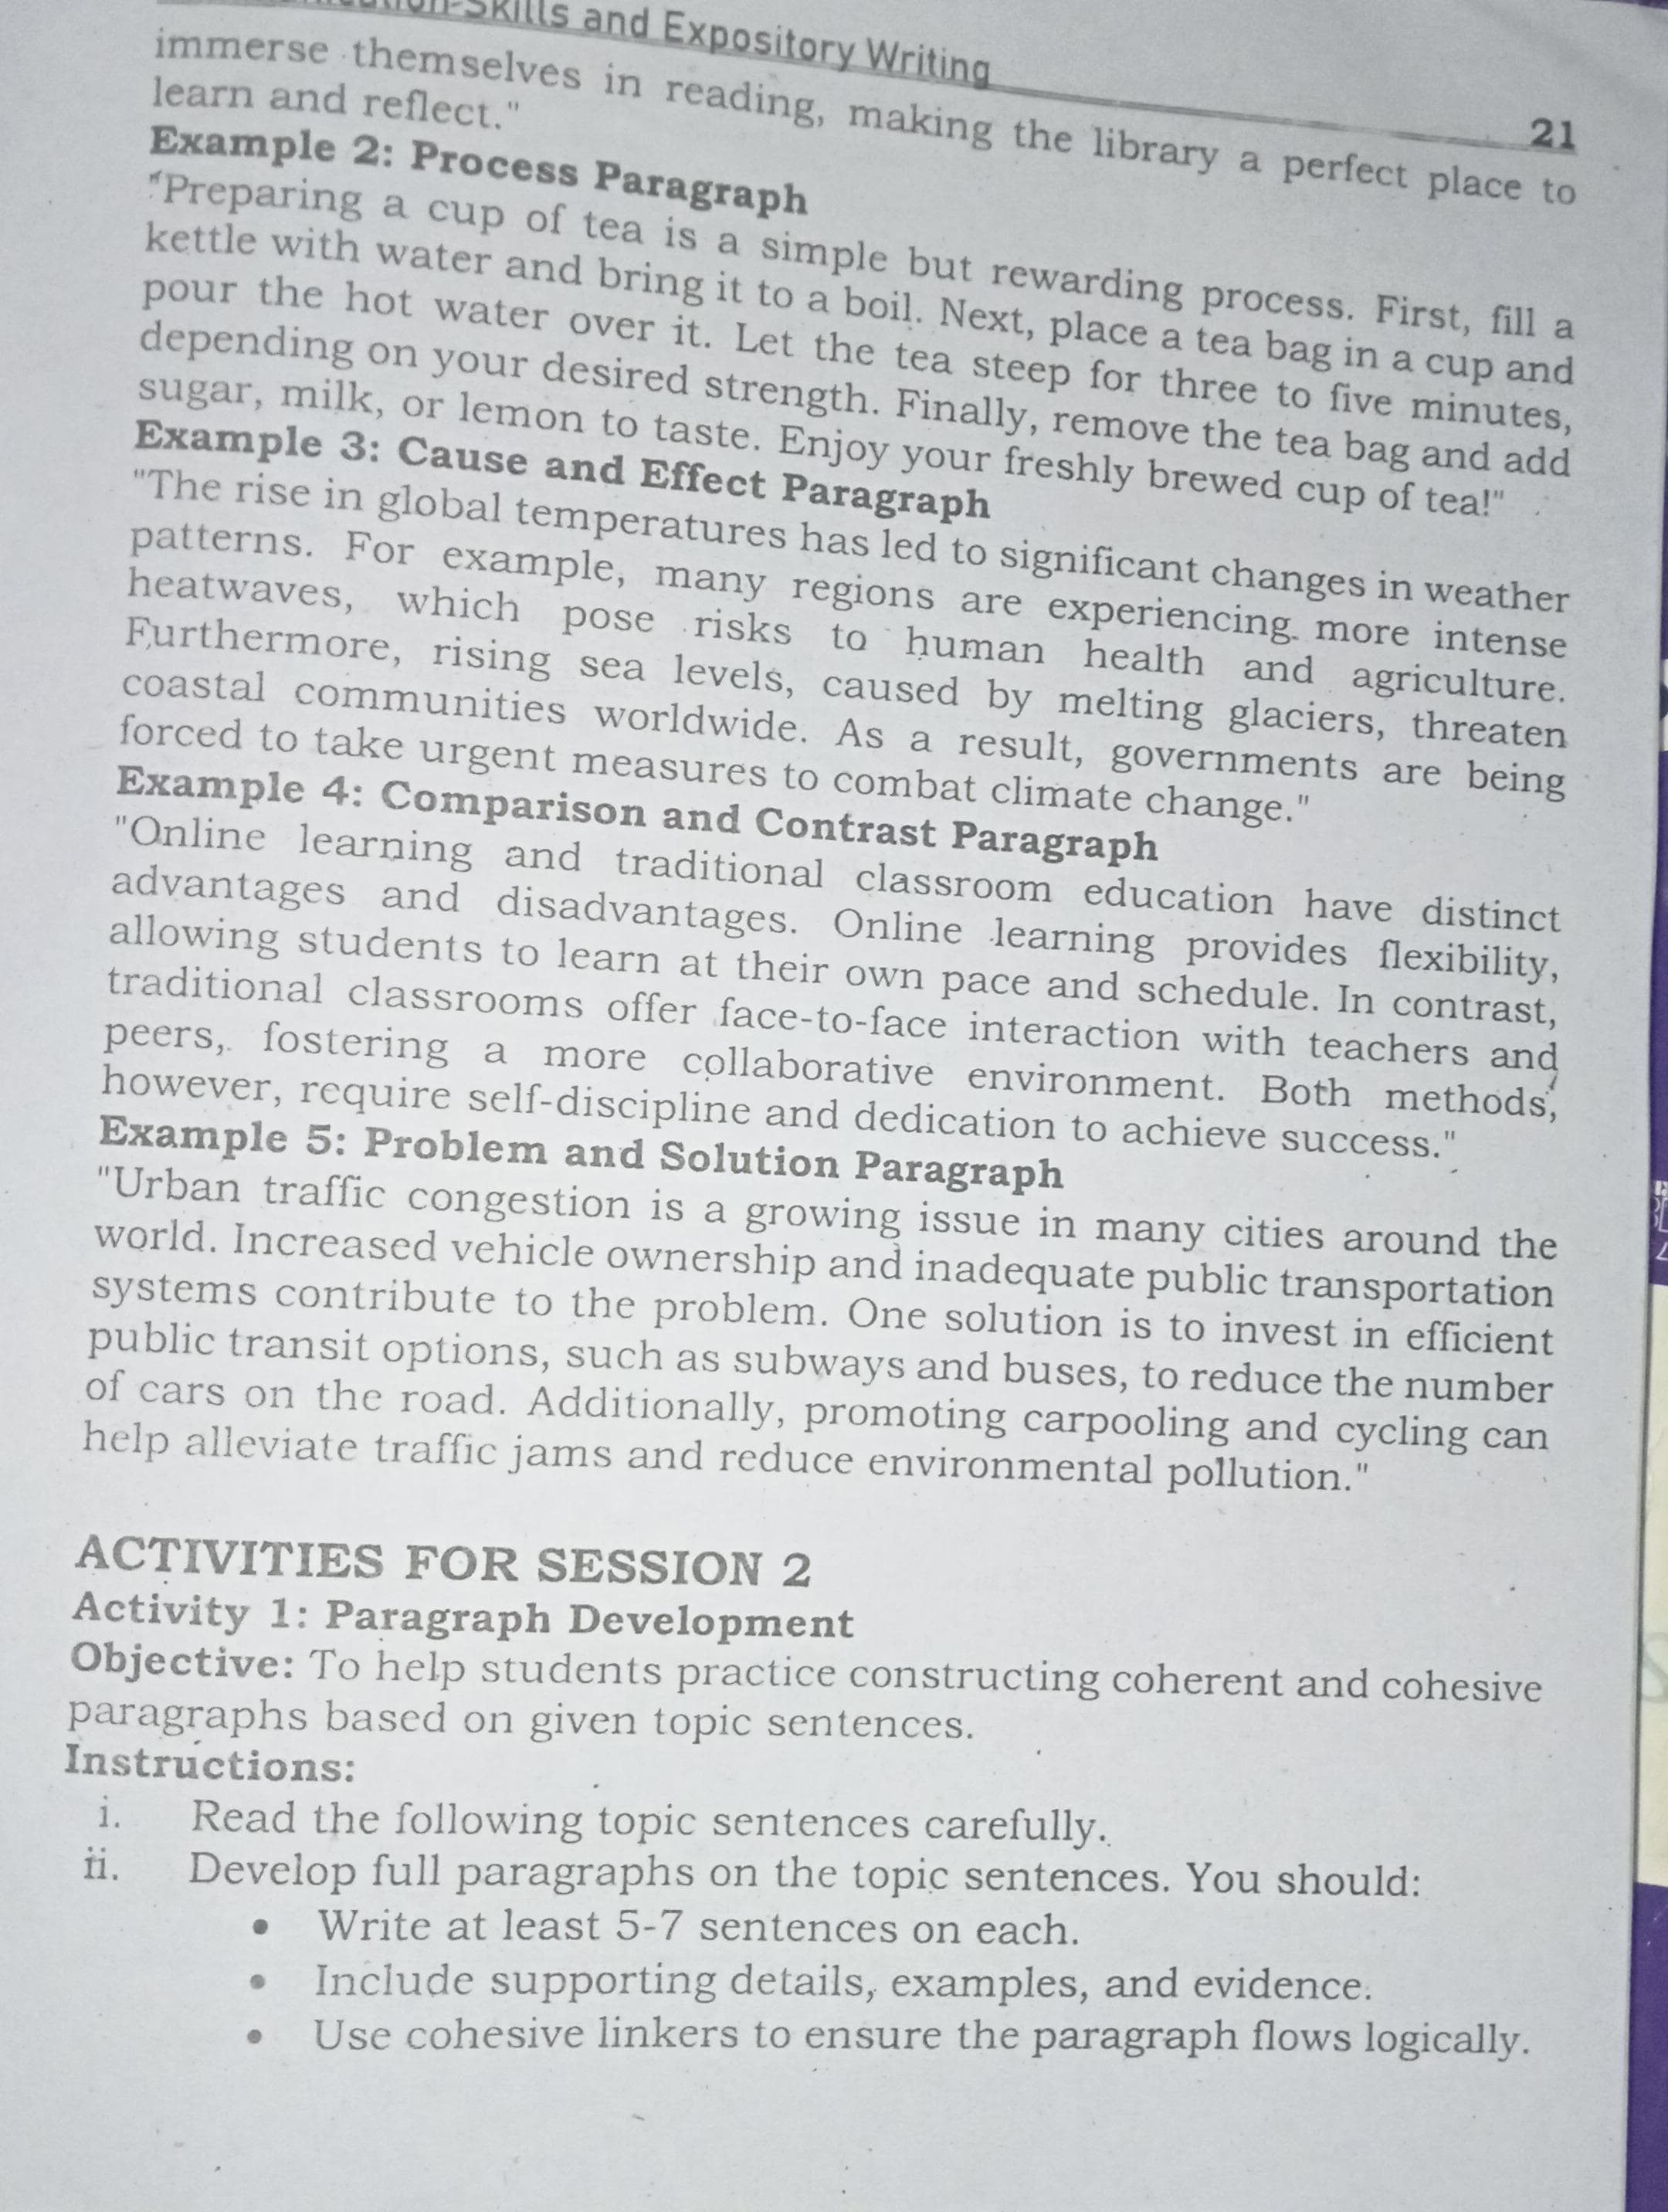 Skills and Expository Writing
21
immerse themselves in reading, making the library a perfect place to
learn and reflect."
Example 2: Process Paragraph
"Preparing a cup of tea is a simple but rewarding process. First, fill a
kettle with water and bring it to a boil. Next, place a tea bag in a cup and
pour the hot water over it. Let the tea steep for three to five minutes,
depending on your desired strength. Finally, remove the tea bag and add
sugar, milk, or lemon to taste. Enjoy your freshly brewed cup of tea!"
Example 3: Cause and Effect Paragraph
"The rise in global temperatures has led to significant changes in weather
patterns. For example, many regions are experiencing more intense
heatwaves, which pose risks to human health and agriculture.
Furthermore, rising sea levels, caused by melting glaciers, threaten
coastal communities worldwide. As a result, governments are being
forced to take urgent measures to combat climate change."
Example 4: Comparison and Contrast Paragraph
"Online learning and traditional classroom education have distinct
advantages and disadvantages. Online learning provides flexibility,
allowing students to learn at their own pace and schedule. In contrast,
traditional classrooms offer face-to-face interaction with teachers and
peers, fostering a more collaborative environment. Both methods,
however, require self-discipline and dedication to achieve success."
Example 5: Problem and Solution Paragraph
"Urban traffic congestion is a growing issue in many cities around the
world. Increased vehicle ownership and inadequate public transportation
systems contribute to the problem. One solution is to invest in efficient
public transit options, such as subways and buses, to reduce the number
of cars on the road. Additionally, promoting carpooling and cycling can
help alleviate traffic jams and reduce environmental pollution."
ACTIVITIES FOR SESSION 2
Activity 1: Paragraph Development
Objective: To help students practice constructing coherent and cohesive
paragraphs based on given topic sentences.
Instructions:
i. Read the following topic sentences carefully.
ii. Develop full paragraphs on the topic sentences. You should:
• Write at least 5-7 sentences on each.
• Include supporting details, examples, and evidence.
• Use cohesive linkers to ensure the paragraph flows logically.